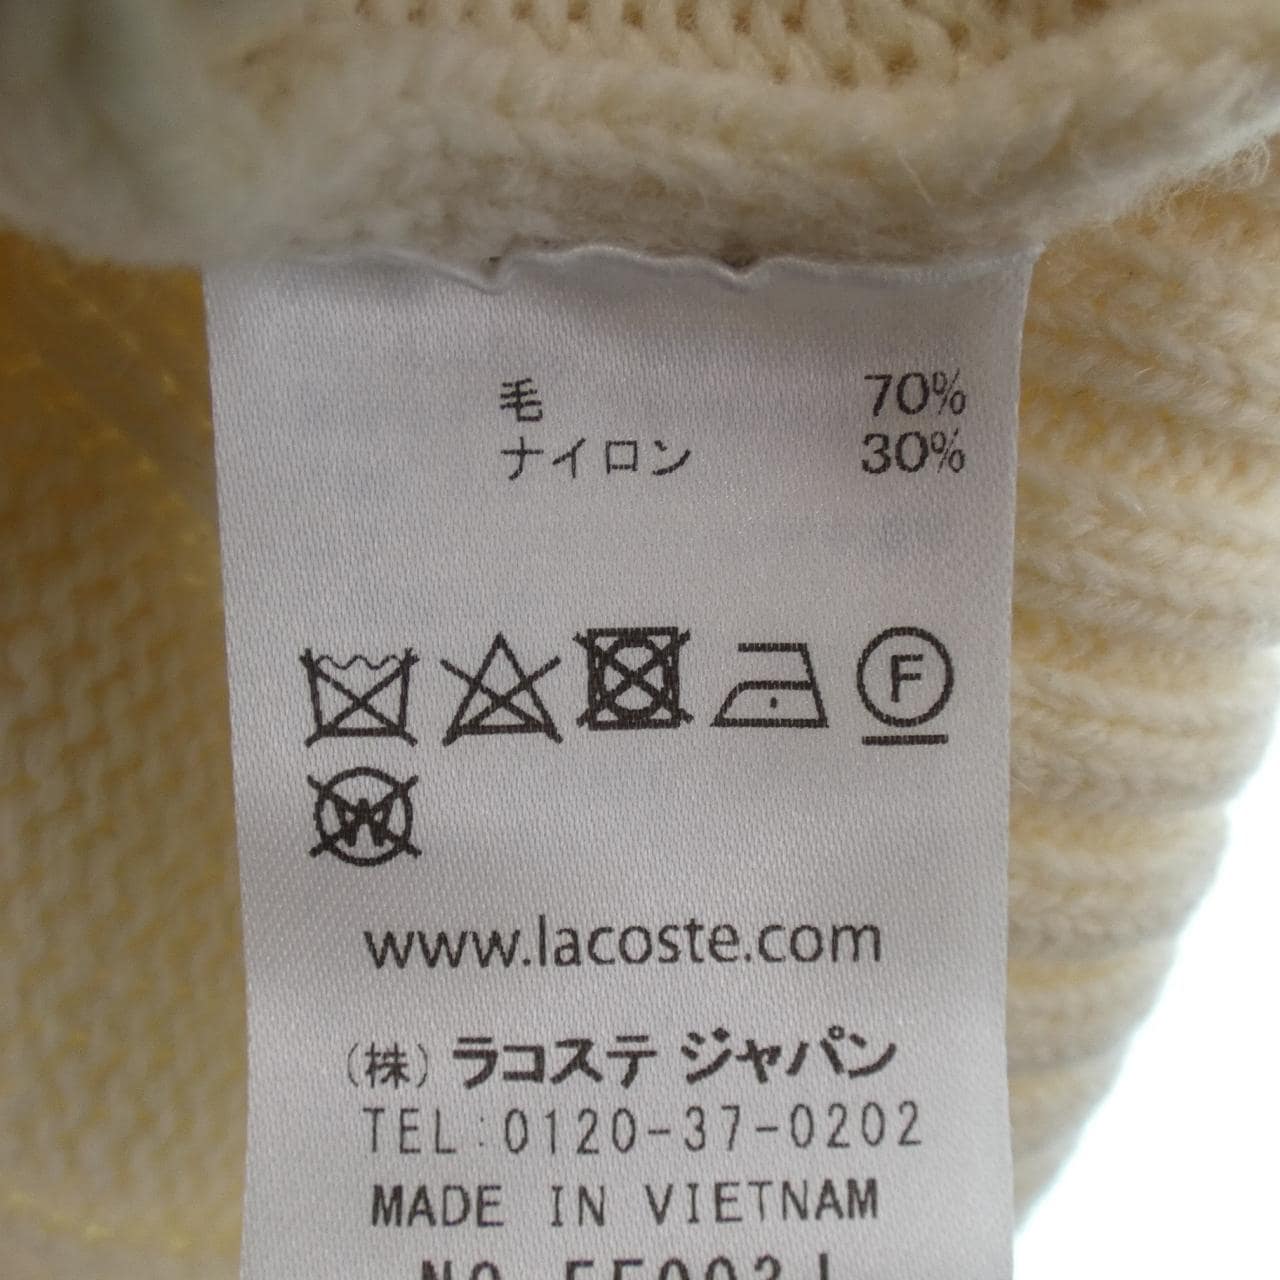 毛 70%
ナイロン 30%
F
W
www.lacoste.com
(株) ラコステ ジャパン
TEL:0120-37-0202
MADE IN VIETNAM